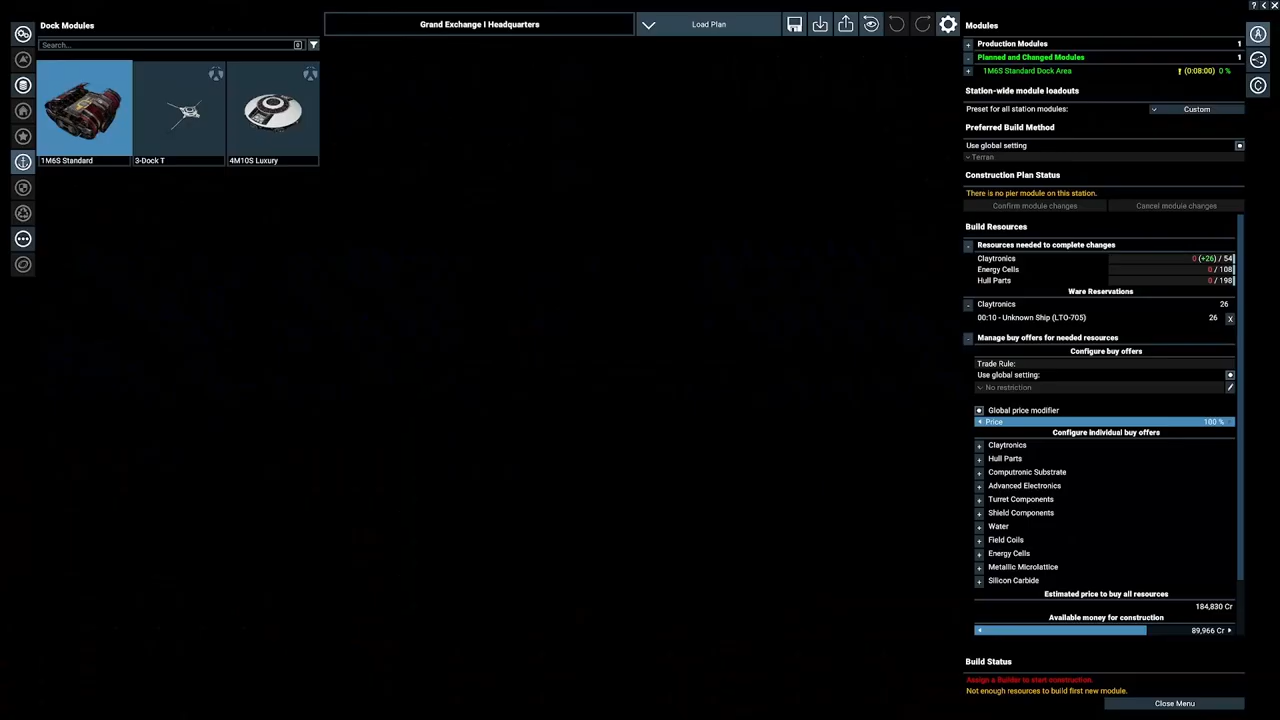 Dock Modules
Search...
1M6S Standard
3-Dock T
4M10S Luxury
Grand Exchange I Headquarters
Load Plan
Modules
+ Production Modules 1
- Planned and Changed Modules 1
+ 1M6S Standard Dock Area (0:08:00) 0 %
Station-wide module loadouts
Preset for all station modules: Custom
Preferred Build Method
Use global setting
Terran
Construction Plan Status
There is no pier module on this station.
Confirm module changes Cancel module changes
Build Resources
- Resources needed to complete changes
Claytronics 0 (+26) / 54
Energy Cells 0 / 108
Hull Parts 0 / 198
Ware Reservations
- Claytronics 26
00:10 - Unknown Ship (LTO-705) 26 X
- Manage buy offers for needed resources
Configure buy offers
Trade Rule:
Use global setting:
No restriction
Global price modifier
Price 100 %
Configure individual buy offers
+ Claytronics
+ Hull Parts
+ Computronic Substrate
+ Advanced Electronics
+ Turret Components
+ Shield Components
+ Water
+ Field Coils
+ Energy Cells
+ Metallic Microlattice
+ Silicon Carbide
Estimated price to buy all resources
184,830 Cr
Available money for construction
89,966 Cr
Build Status
Assign a Builder to start construction.
Not enough resources to build first new module.
Close Menu